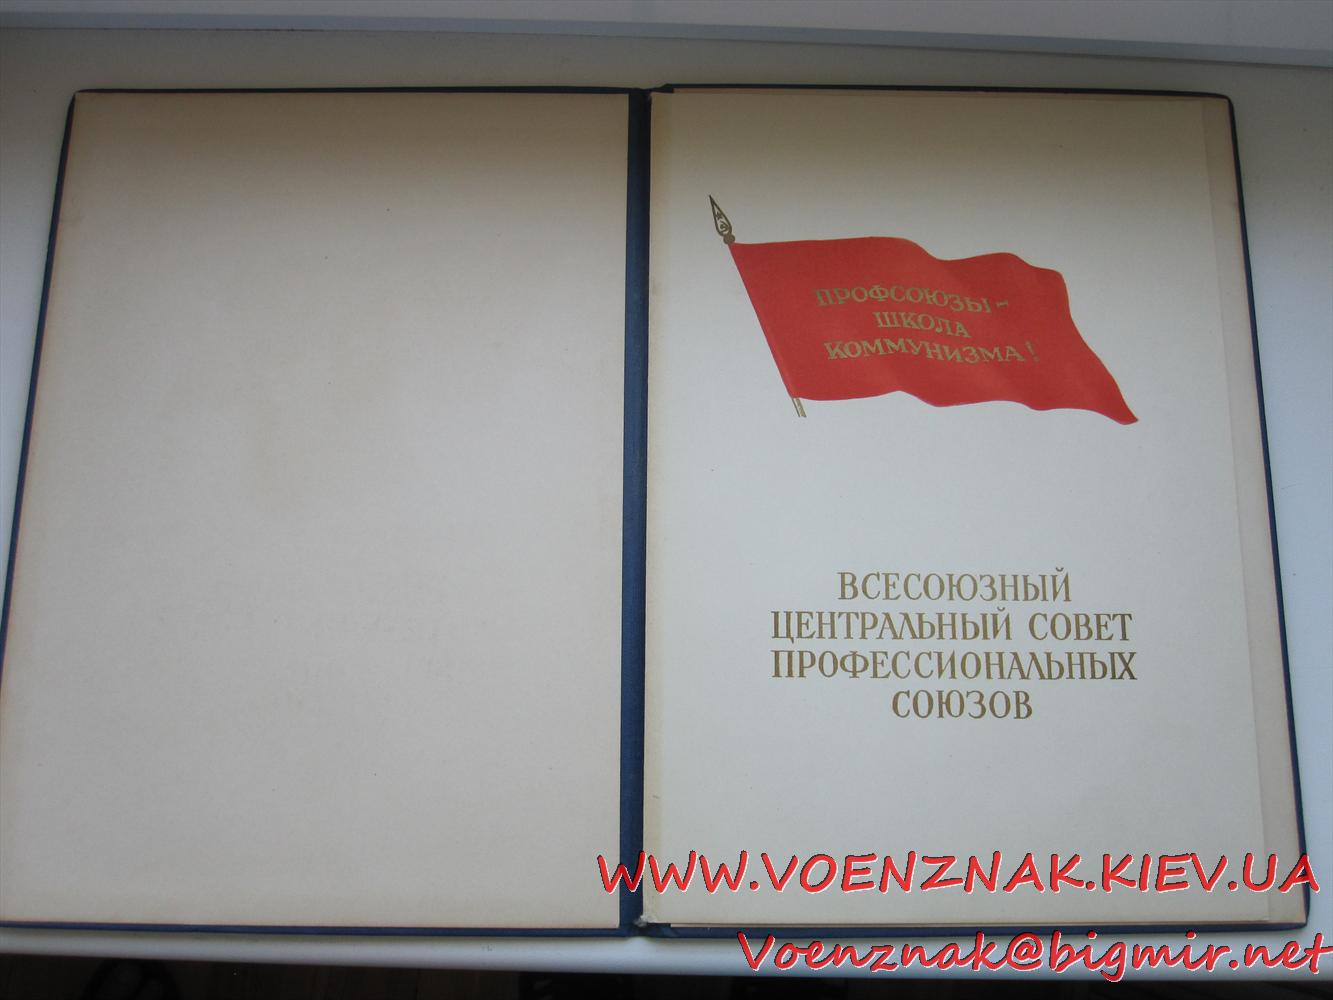 ПРОФСОЮЗЫ -
ШКОЛА
КОММУНИЗМА!
ВСЕСОЮЗНЫЙ
ЦЕНТРАЛЬНЫЙ СОВЕТ
ПРОФЕССИОНАЛЬНЫХ
СОЮЗОВ
WWW.VOENZNAK.KIEV.UA
Voenznak@bigmir.net